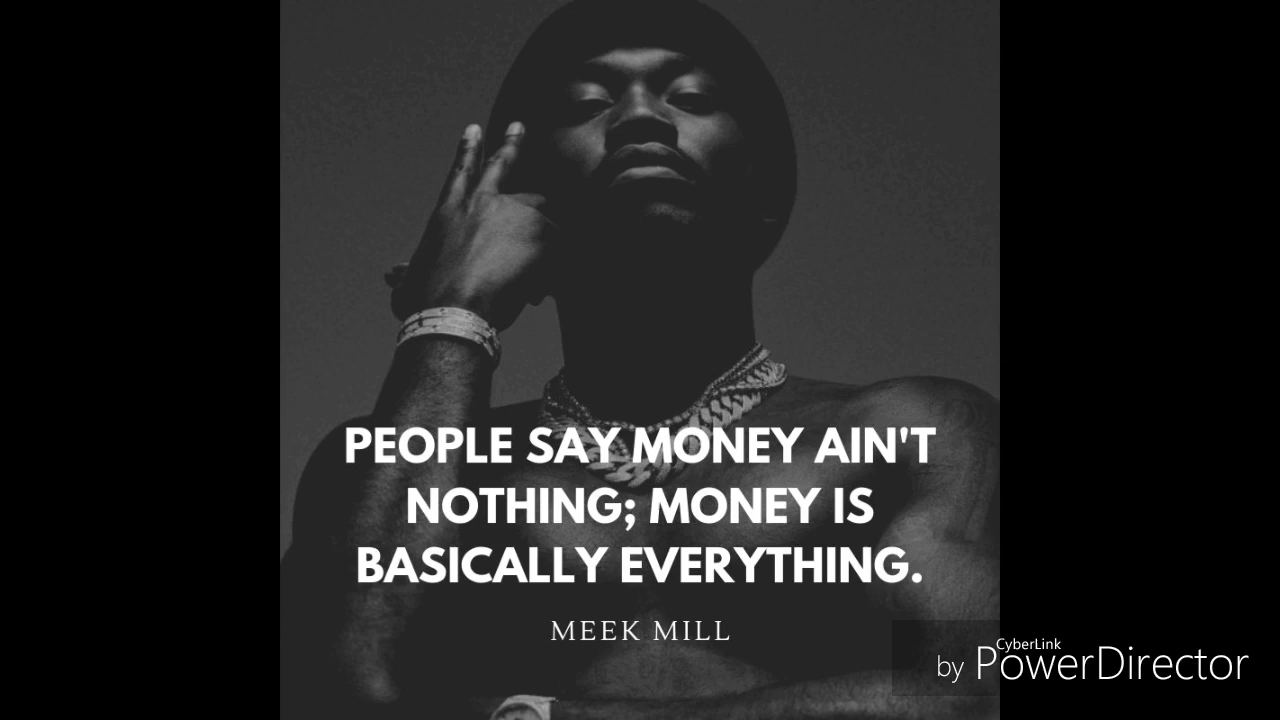 PEOPLE SAY MONEY AIN'T
NOTHING; MONEY IS
BASICALLY EVERYTHING.
MEEK MILL
CyberLink
by PowerDirector